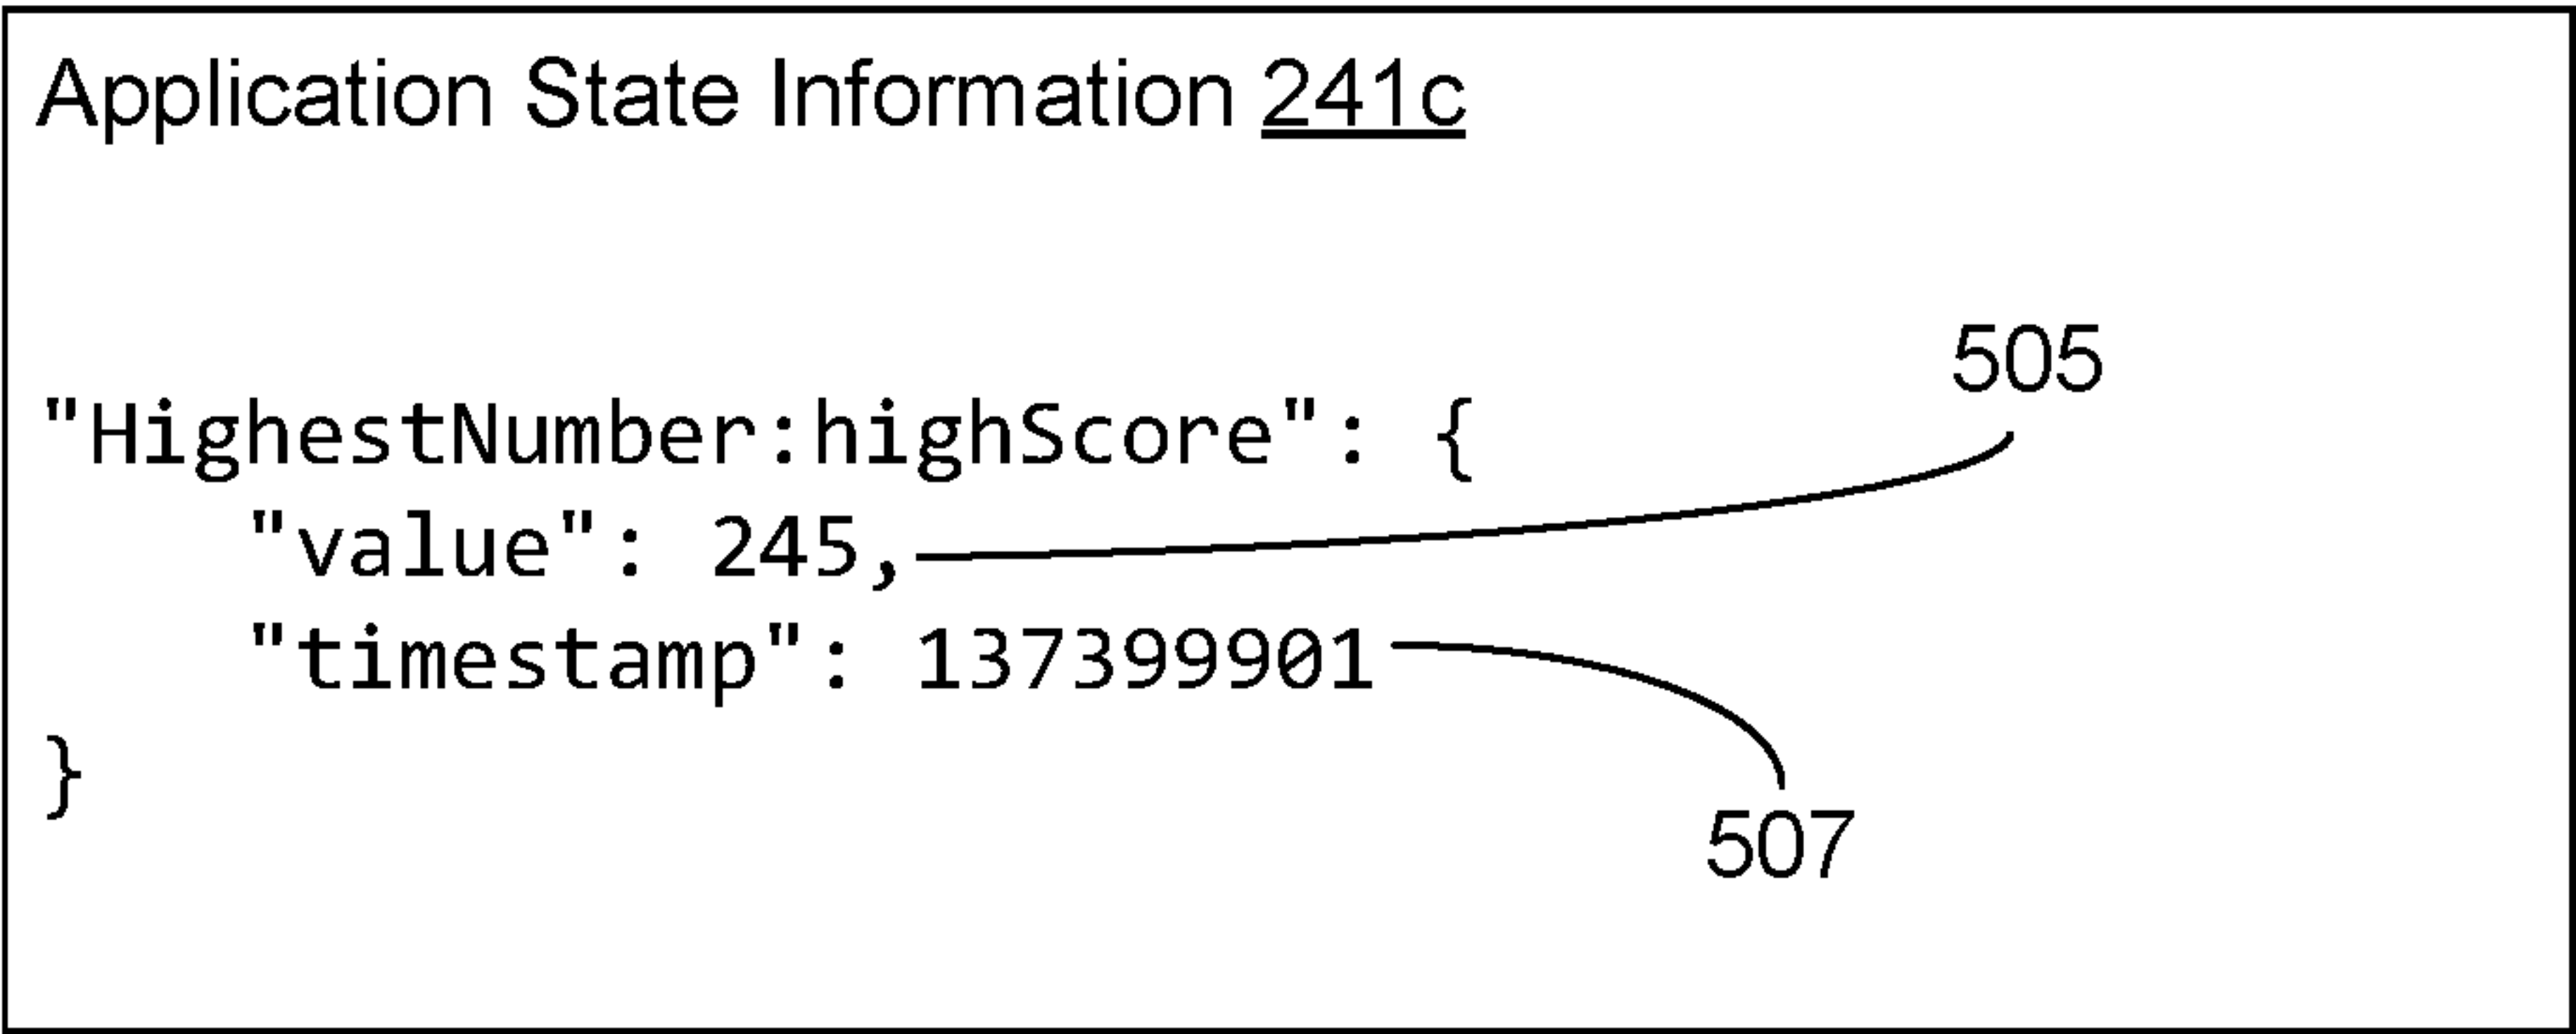 Application State Information 241c
505
"HighestNumber:highScore": {
"value": 245,
"timestamp": 137399901
}
507